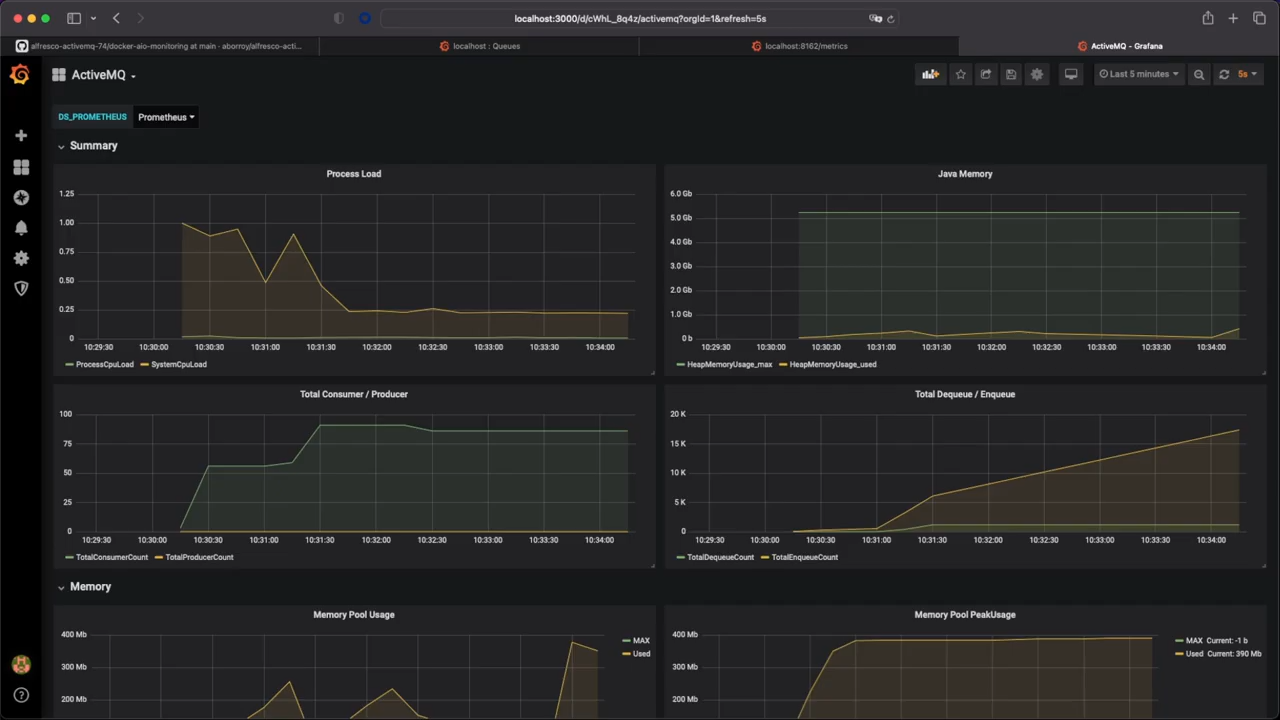 localhost:3000/d/cWhL_8q4z/activemq?orgId=1&refresh=5s
alfresco-activemq-74/docker-aio-monitoring at main · aborroy/alfresco-acti...
localhost : Queues
localhost:8162/metrics
ActiveMQ - Grafana
ActiveMQ
Last 5 minutes
5s
DS_PROMETHEUS
Prometheus
Summary
Process Load
1.25
1.00
0.75
0.50
0.25
0
10:29:30 10:30:00 10:30:30 10:31:00 10:31:30 10:32:00 10:32:30 10:33:00 10:33:30 10:34:00
ProcessCpuLoad SystemCpuLoad
Java Memory
6.0 Gb
5.0 Gb
4.0 Gb
3.0 Gb
2.0 Gb
1.0 Gb
0 b
10:29:30 10:30:00 10:30:30 10:31:00 10:31:30 10:32:00 10:32:30 10:33:00 10:33:30 10:34:00
HeapMemoryUsage_max HeapMemoryUsage_used
Total Consumer / Producer
100
75
50
25
0
10:29:30 10:30:00 10:30:30 10:31:00 10:31:30 10:32:00 10:32:30 10:33:00 10:33:30 10:34:00
TotalConsumerCount TotalProducerCount
Total Dequeue / Enqueue
20 K
15 K
10 K
5 K
0
10:29:30 10:30:00 10:30:30 10:31:00 10:31:30 10:32:00 10:32:30 10:33:00 10:33:30 10:34:00
TotalDequeueCount TotalEnqueueCount
Memory
Memory Pool Usage
400 Mb
300 Mb
200 Mb
MAX
Used
Memory Pool PeakUsage
400 Mb
300 Mb
200 Mb
MAX Current: -1 b
Used Current: 390 Mb